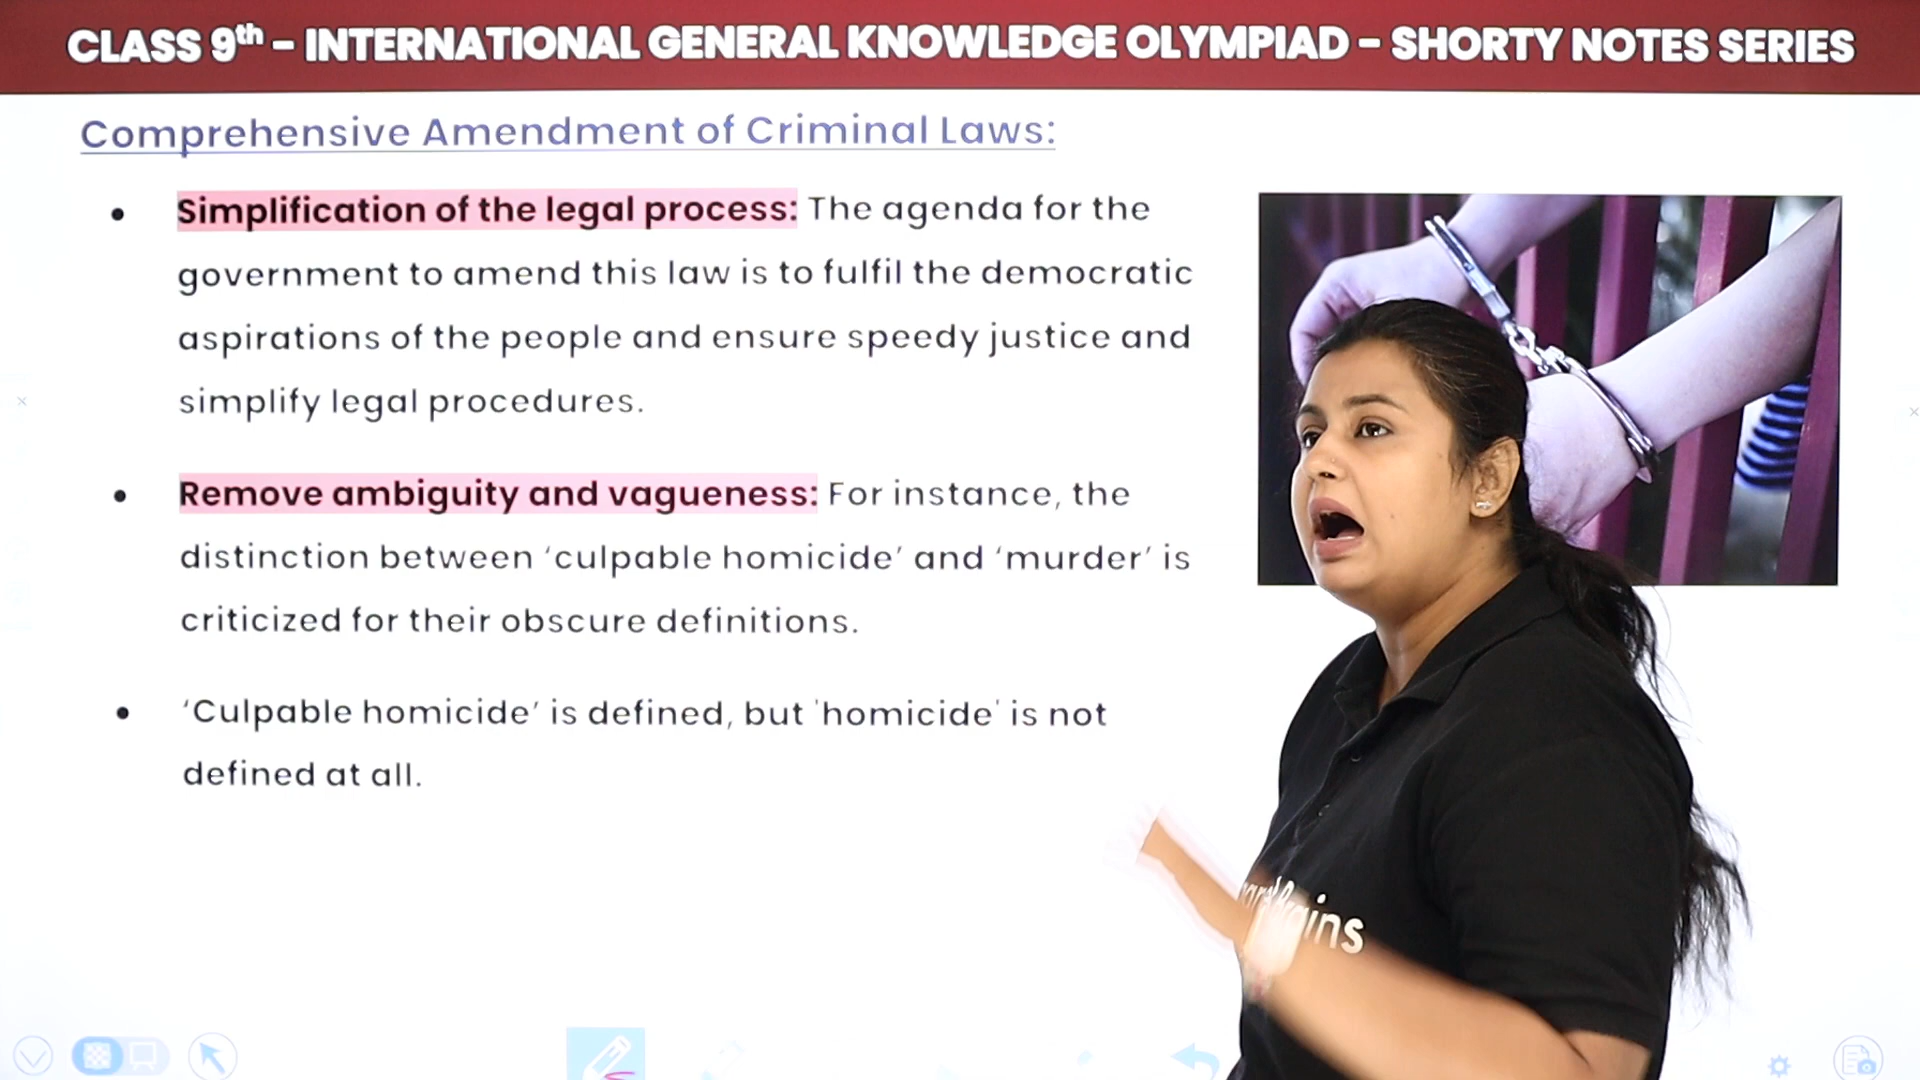 CLASS 9th - INTERNATIONAL GENERAL KNOWLEDGE OLYMPIAD - SHORTY NOTES SERIES
Comprehensive Amendment of Criminal Laws:
• Simplification of the legal process: The agenda for the
government to amend this law is to fulfil the democratic
aspirations of the people and ensure speedy justice and
simplify legal procedures.
• Remove ambiguity and vagueness: For instance, the
distinction between ‘culpable homicide’ and ‘murder’ is
criticized for their obscure definitions.
• ‘Culpable homicide’ is defined, but 'homicide' is not
defined at all.